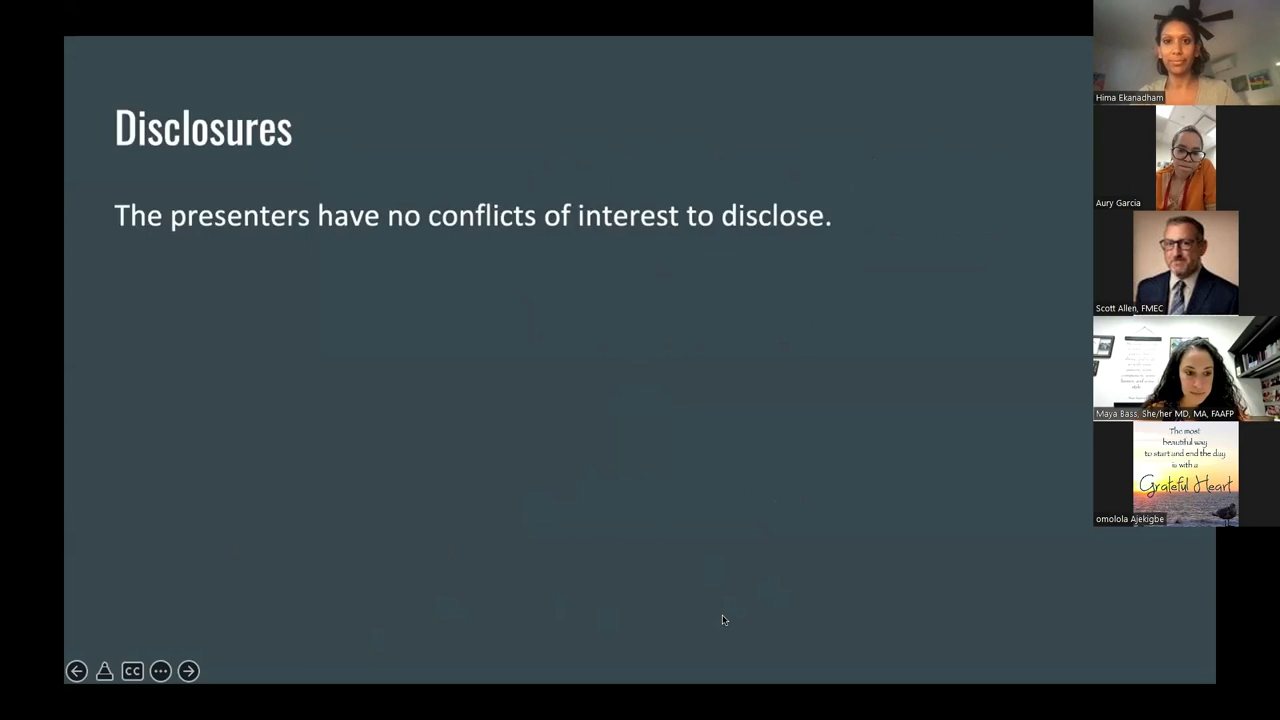 Disclosures
The presenters have no conflicts of interest to disclose.
CC
Hima Ekanadham
Aury Garcia
Scott Allen, FMEC
Maya Bass, She/her MD, MA, FAAFP
The most
beautiful way
to start and end the day
is with a
Grateful Heart
omolola Ajekigbe